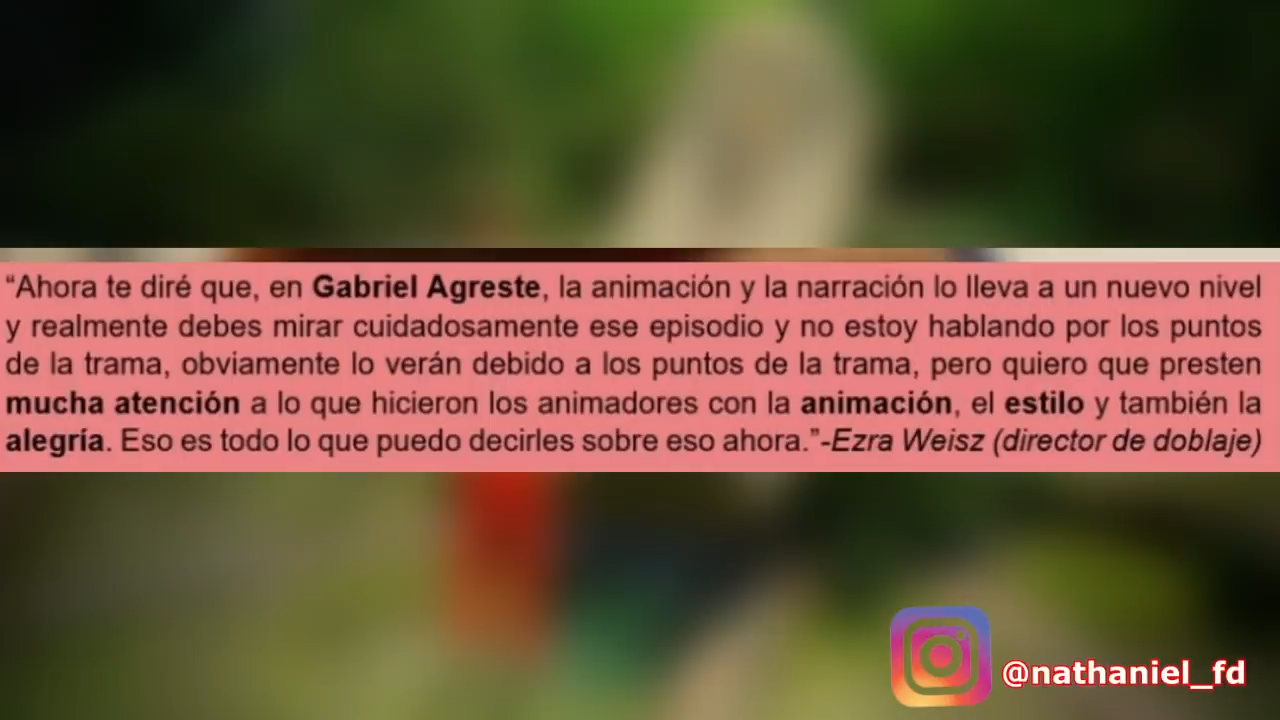 “Ahora te diré que, en Gabriel Agreste, la animación y la narración lo lleva a un nuevo nivel
y realmente debes mirar cuidadosamente ese episodio y no estoy hablando por los puntos
de la trama, obviamente lo verán debido a los puntos de la trama, pero quiero que presten
mucha atención a lo que hicieron los animadores con la animación, el estilo y también la
alegría. Eso es todo lo que puedo decirles sobre eso ahora.”-Ezra Weisz (director de doblaje)
@nathaniel_fd